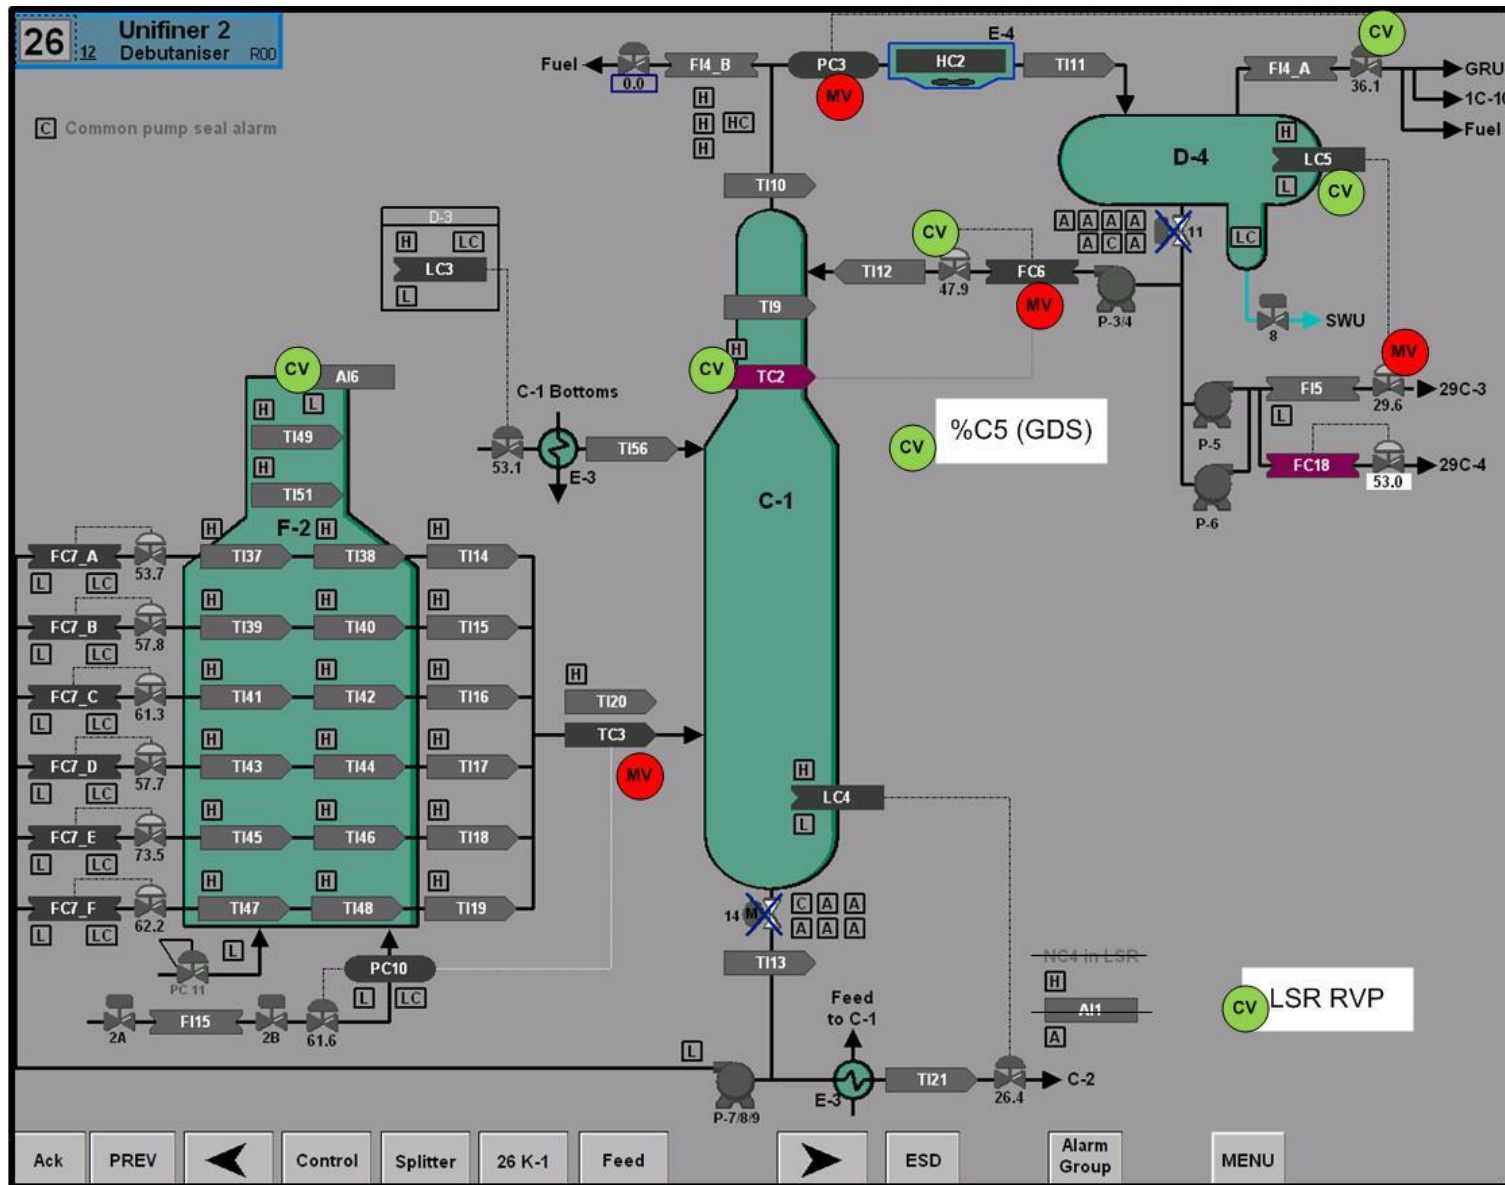 26
12
Unifiner 2
Debutaniser R00
C Common pump seal alarm
Fuel
0.0
FI4_B
H
H HC
H
PC3
MV
HC2
E-4
TI11
FI4_A
CV
36.1
GRU
1C-10
Fuel
D-4
H
LC5
L
CV
LC
8
SWU
A A A A
A C A
11
TI10
D-3
H LC
LC3
L
CV
TI12
47.9
FC6
MV
P-3/4
TI9
H
CV
TC2
CV
%C5 (GDS)
P-5
FI5
L
MV
29.6
29C-3
P-6
FC18
53.0
29C-4
C-1 Bottoms
53.1
E-3
TI56
C-1
CV
AI6
L
H
TI49
H
TI51
F-2
FC7_A
L LC
53.7
H
TI37
H
TI38
H
TI14
FC7_B
L LC
57.8
H
TI39
H
TI40
H
TI15
FC7_C
L LC
61.3
H
TI41
H
TI42
H
TI16
FC7_D
L LC
57.7
H
TI43
H
TI44
H
TI17
FC7_E
L LC
73.5
H
TI45
H
TI46
H
TI18
FC7_F
L LC
62.2
H
TI47
H
TI48
H
TI19
H
TI20
TC3
MV
H
LC4
L
14
M
C A A
A A A
TI13
PC 11
L
PC10
L LC
2A
FI15
2B
61.6
L
P-7/8/9
Feed
to C-1
E-3
TI21
26.4
C-2
NC4 in LSR
H
AI1
A
CV
LSR RVP
Ack
PREV
Control
Splitter
26 K-1
Feed
ESD
Alarm
Group
MENU